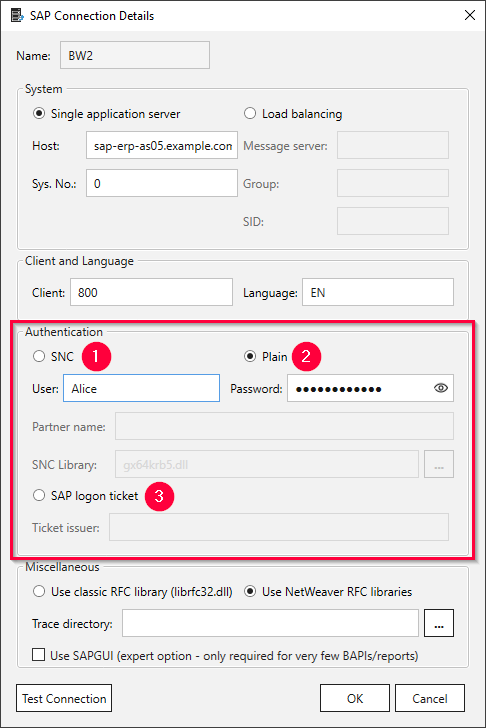 SAP Connection Details
Name: BW2
System
Single application server Load balancing
Host: sap-erp-as05.example.com Message server:
Sys. No.: 0 Group:
SID:
Client and Language
Client: 800 Language: EN
Authentication
SNC 1 Plain 2
User: Alice Password: ●●●●●●●●●●●●
Partner name:
SNC Library: gx64krb5.dll ...
SAP logon ticket 3
Ticket issuer:
Miscellaneous
Use classic RFC library (librfc32.dll) Use NetWeaver RFC libraries
Trace directory: ...
Use SAPGUI (expert option - only required for very few BAPIs/reports)
Test Connection OK Cancel